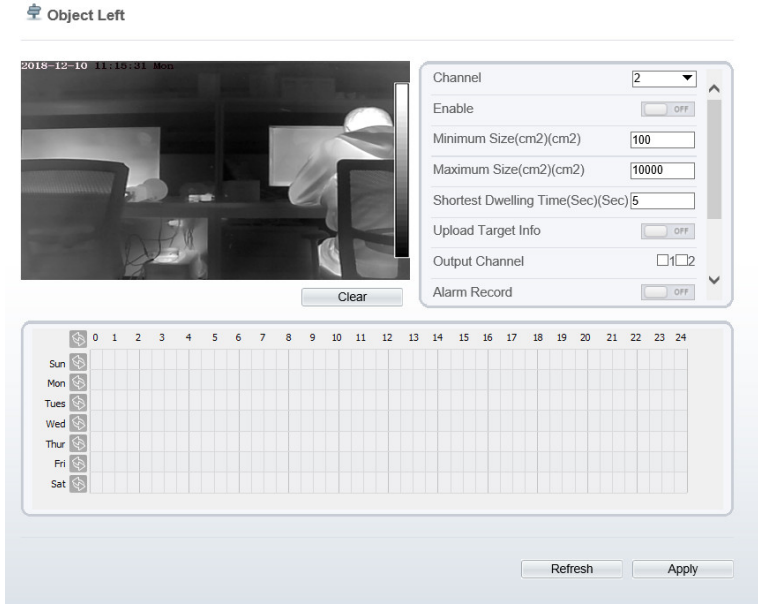 Object Left
2018-12-10 11:15:31 Mon
Channel 2
Enable OFF
Minimum Size(cm2)(cm2) 100
Maximum Size(cm2)(cm2) 10000
Shortest Dwelling Time(Sec)(Sec) 5
Upload Target Info OFF
Output Channel 1 2
Alarm Record OFF
Clear
0 1 2 3 4 5 6 7 8 9 10 11 12 13 14 15 16 17 18 19 20 21 22 23 24
Sun
Mon
Tues
Wed
Thur
Fri
Sat
Refresh Apply